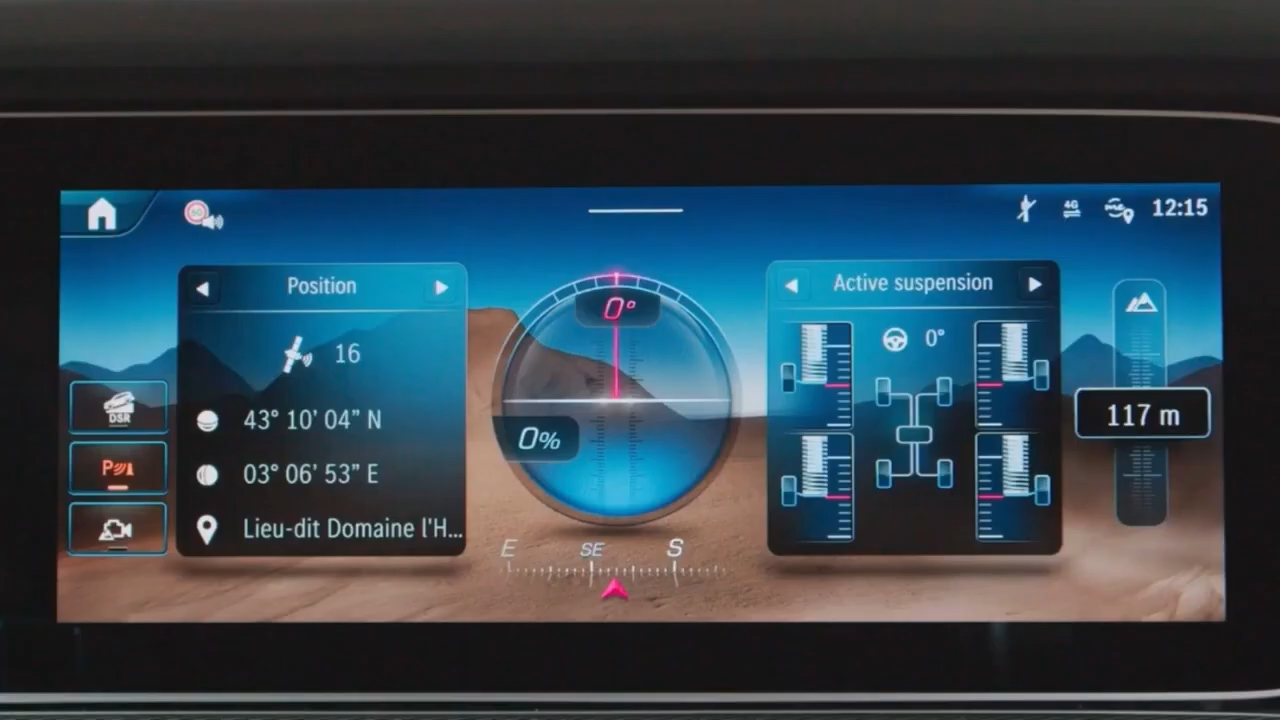 4G
12:15
Position
16
43° 10’ 04” N
03° 06’ 53” E
Lieu-dit Domaine l'H...
DSR
P
0°
0%
E SE S
Active suspension
0°
117 m